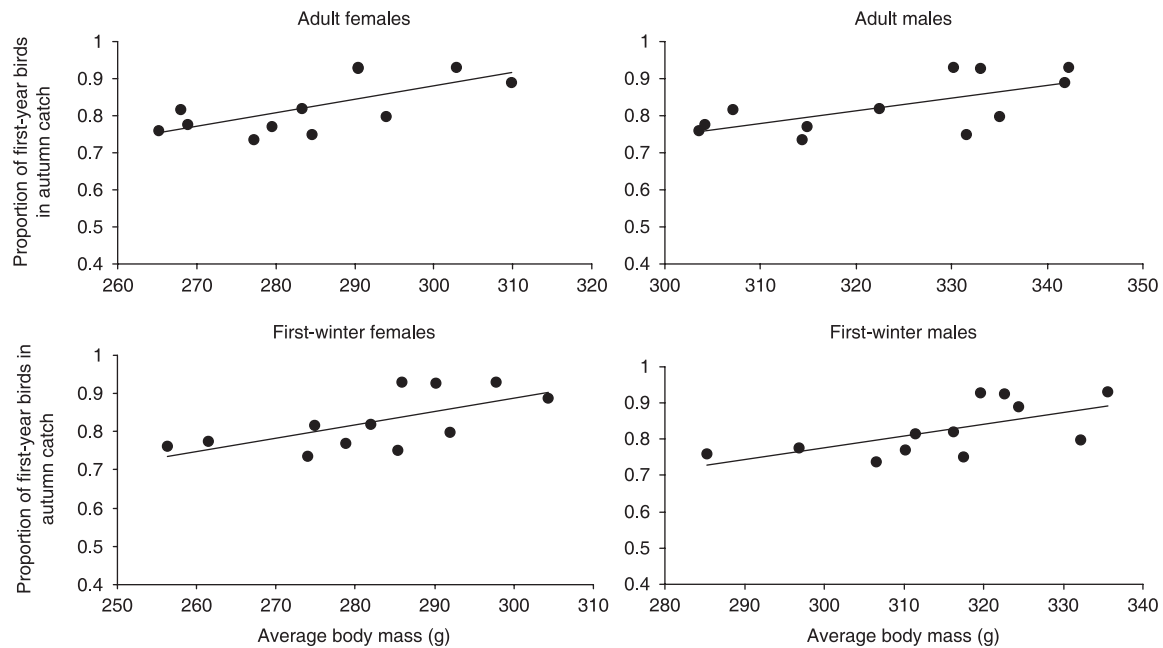 Adult females
Adult males
Proportion of first-year birds
in autumn catch
1
0.9
0.8
0.7
0.6
0.5
0.4
260 270 280 290 300 310 320
1
0.9
0.8
0.7
0.6
0.5
0.4
300 310 320 330 340 350
First-winter females
First-winter males
Proportion of first-year birds in
autumn catch
1
0.9
0.8
0.7
0.6
0.5
0.4
250 260 270 280 290 300 310
Average body mass (g)
1
0.9
0.8
0.7
0.6
0.5
0.4
280 290 300 310 320 330 340
Average body mass (g)